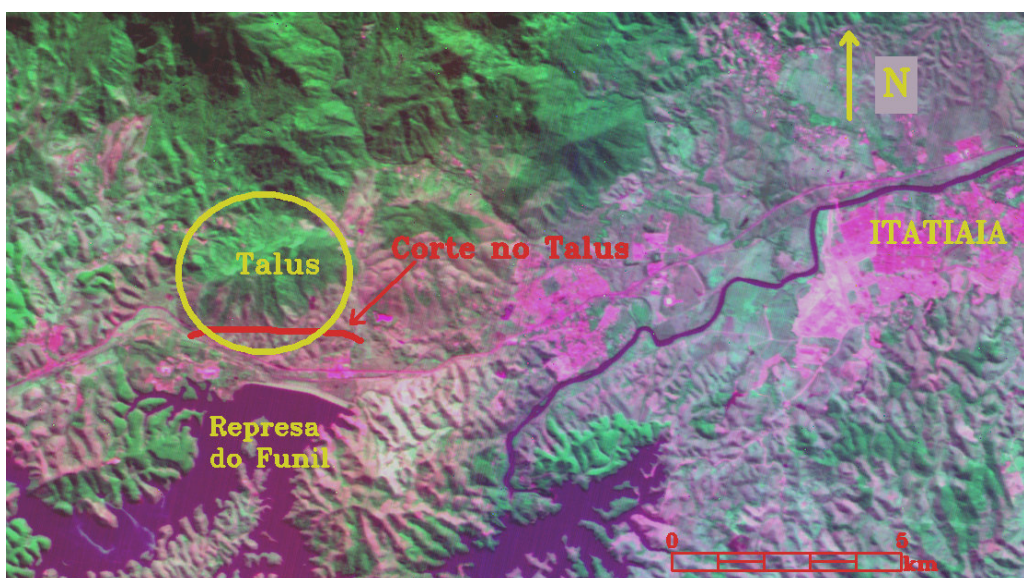 N
ITATIAIA
Corte no Talus
Talus
Represa
do Funil
0 5
km